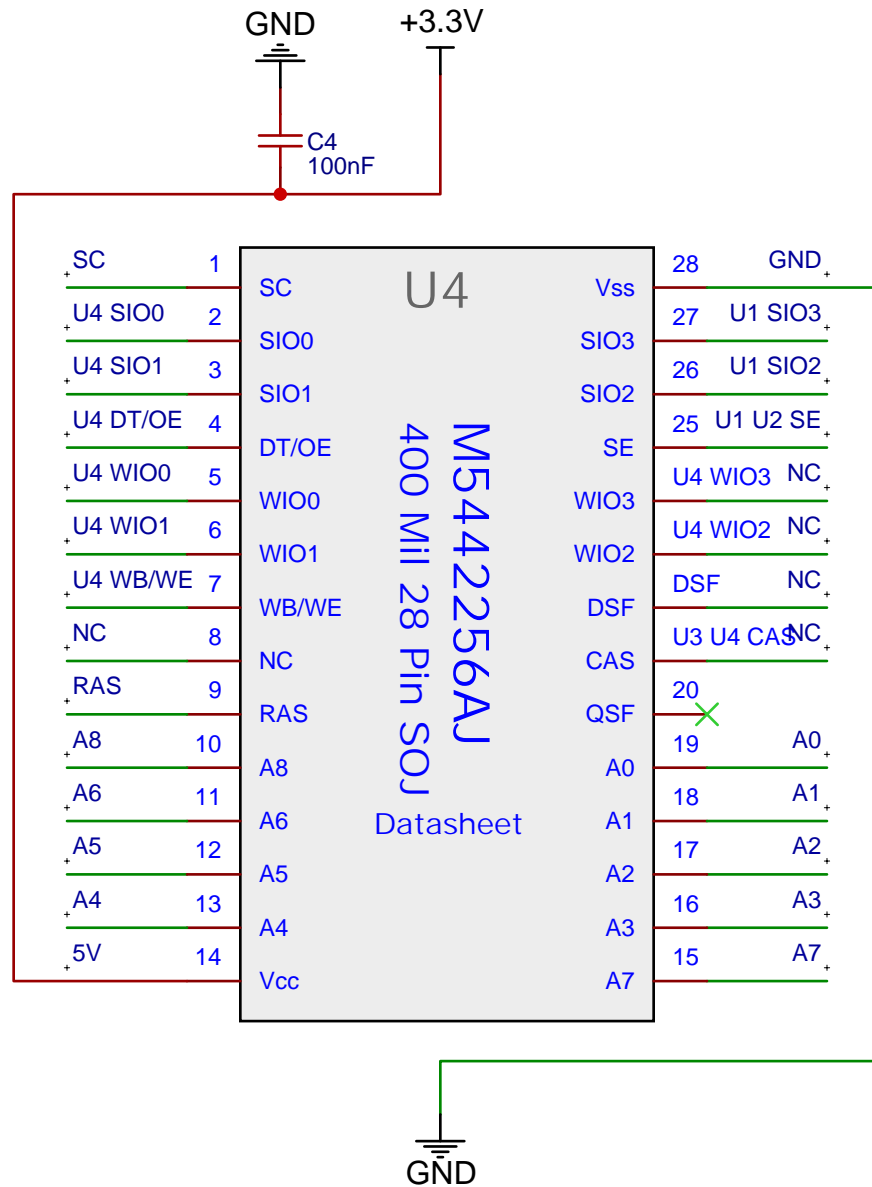 GND +3.3V
C4
100nF
SC 1 SC U4 Vss 28 GND
U4 SIO0 2 SIO0 SIO3 27 U1 SIO3
U4 SIO1 3 SIO1 SIO2 26 U1 SIO2
U4 DT/OE 4 DT/OE SE 25 U1 U2 SE
U4 WIO0 5 WIO0 WIO3 U4 WIO3 NC
U4 WIO1 6 WIO1 WIO2 U4 WIO2 NC
U4 WB/WE 7 WB/WE DSF DSF NC
NC 8 NC CAS U3 U4 CAS NC
RAS 9 RAS QSF 20
A8 10 A8 A0 19 A0
A6 11 A6 A1 18 A1
A5 12 A5 A2 17 A2
A4 13 A4 A3 16 A3
5V 14 Vcc A7 15 A7
M5442256AJ
400 Mil 28 Pin SOJ
Datasheet
GND